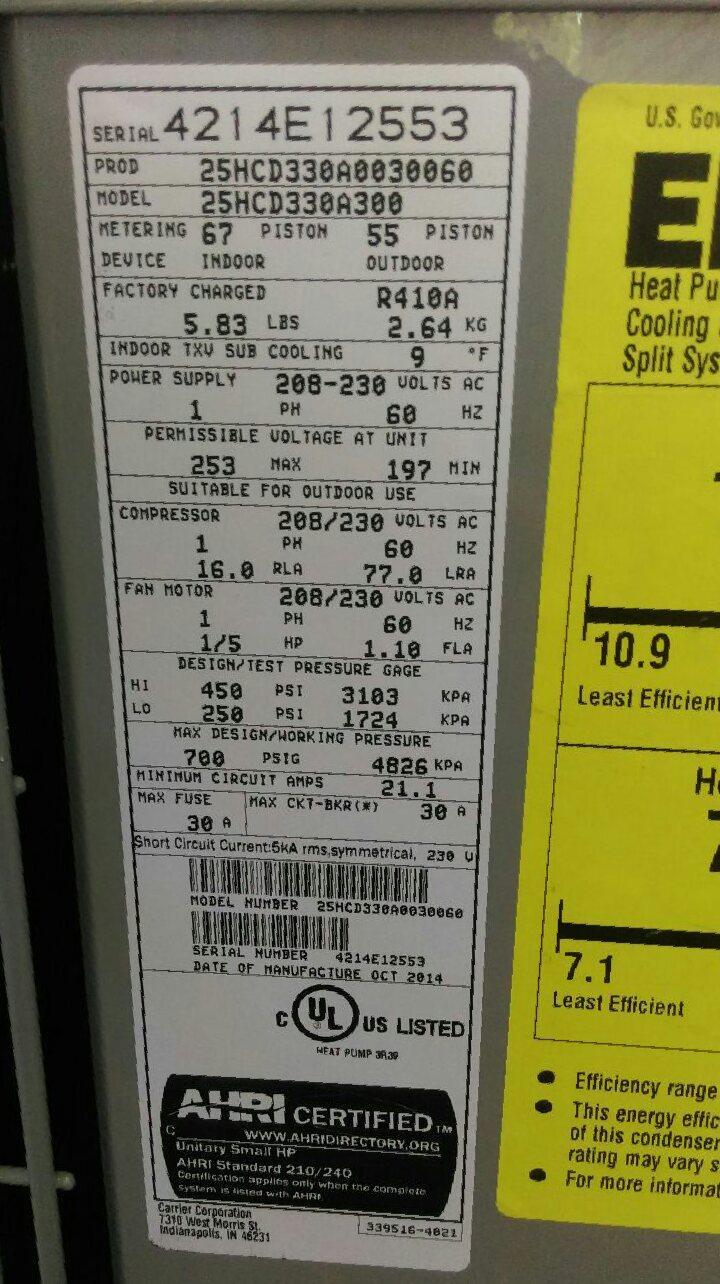 SERIAL 4214E12553
PROD 25HCD330A0030060
MODEL 25HCD330A300
METERING 67 PISTON 55 PISTON
DEVICE INDOOR OUTDOOR
FACTORY CHARGED R410A
5.83 LBS 2.64 KG
INDOOR TXV SUB COOLING 9 °F
POWER SUPPLY 208-230 VOLTS AC
1 PH 60 HZ
PERMISSIBLE VOLTAGE AT UNIT
253 MAX 197 MIN
SUITABLE FOR OUTDOOR USE
COMPRESSOR 208/230 VOLTS AC
1 PH 60 HZ
16.0 RLA 77.0 LRA
FAN MOTOR 208/230 VOLTS AC
1 PH 60 HZ
1/5 HP 1.10 FLA
DESIGN/TEST PRESSURE GAGE
HI 450 PSI 3103 KPA
LO 250 PSI 1724 KPA
MAX DESIGN/WORKING PRESSURE
700 PSIG 4826 KPA
MINIMUM CIRCUIT AMPS 21.1
MAX FUSE MAX CKT-BKR(*) 30 A
30 A
Short Circuit Current:5kA rms,symmetrical, 230 V
MODEL NUMBER 25HCD330A0030060
SERIAL NUMBER 4214E12553
DATE OF MANUFACTURE OCT 2014
C UL ® US LISTED
HEAT PUMP 3R39
AHRI CERTIFIED TM
WWW.AHRIDIRECTORY.ORG
Unitary Small HP
AHRI Standard 210/240
Certification applies only when the complete
system is listed with AHRI
Carrier Corporation
7310 West Morris St.
Indianapolis, IN 46231
339516-4021
U.S. Gov
E
Heat Pu
Cooling
Split Sys
10.9
Least Efficient
H
7.1
Least Efficient
● Efficiency range
● This energy effic
of this condenser
rating may vary s
● For more informat